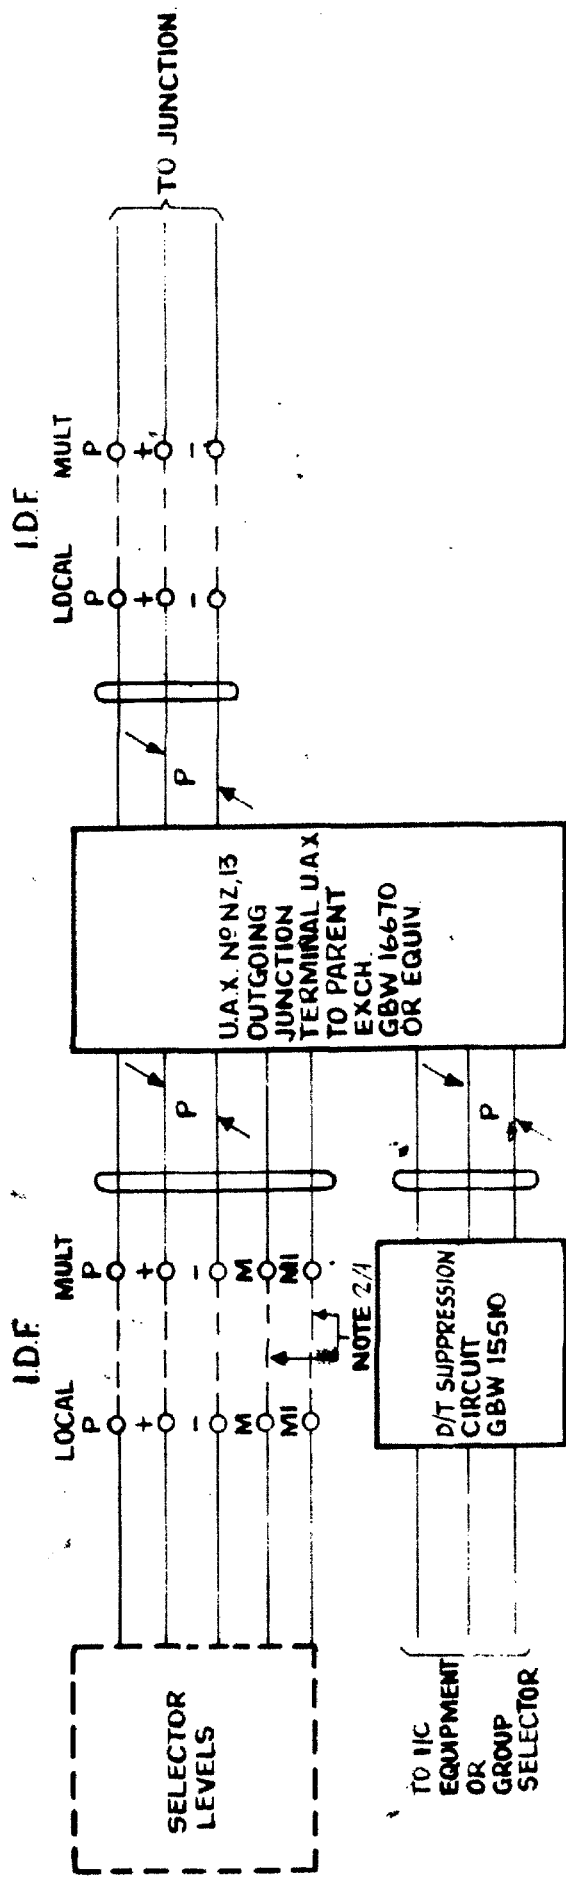 SELECTOR
LEVELS
I.D.F.
LOCAL MULT
P P
+ +
− −
M M
MI MI
NOTE 2/4
P
U.A.X. Nº NZ,13
OUTGOING
JUNCTION
TERMINAL U.A.X
TO PARENT
EXCH.
GBW 16670
OR EQUIV.
P
I.D.F.
LOCAL MULT
P P
+ +
− −
TO JUNCTION
TO I/C
EQUIPMENT
OR
GROUP
SELECTOR
D/T SUPPRESSION
CIRCUIT
GBW 15510
P